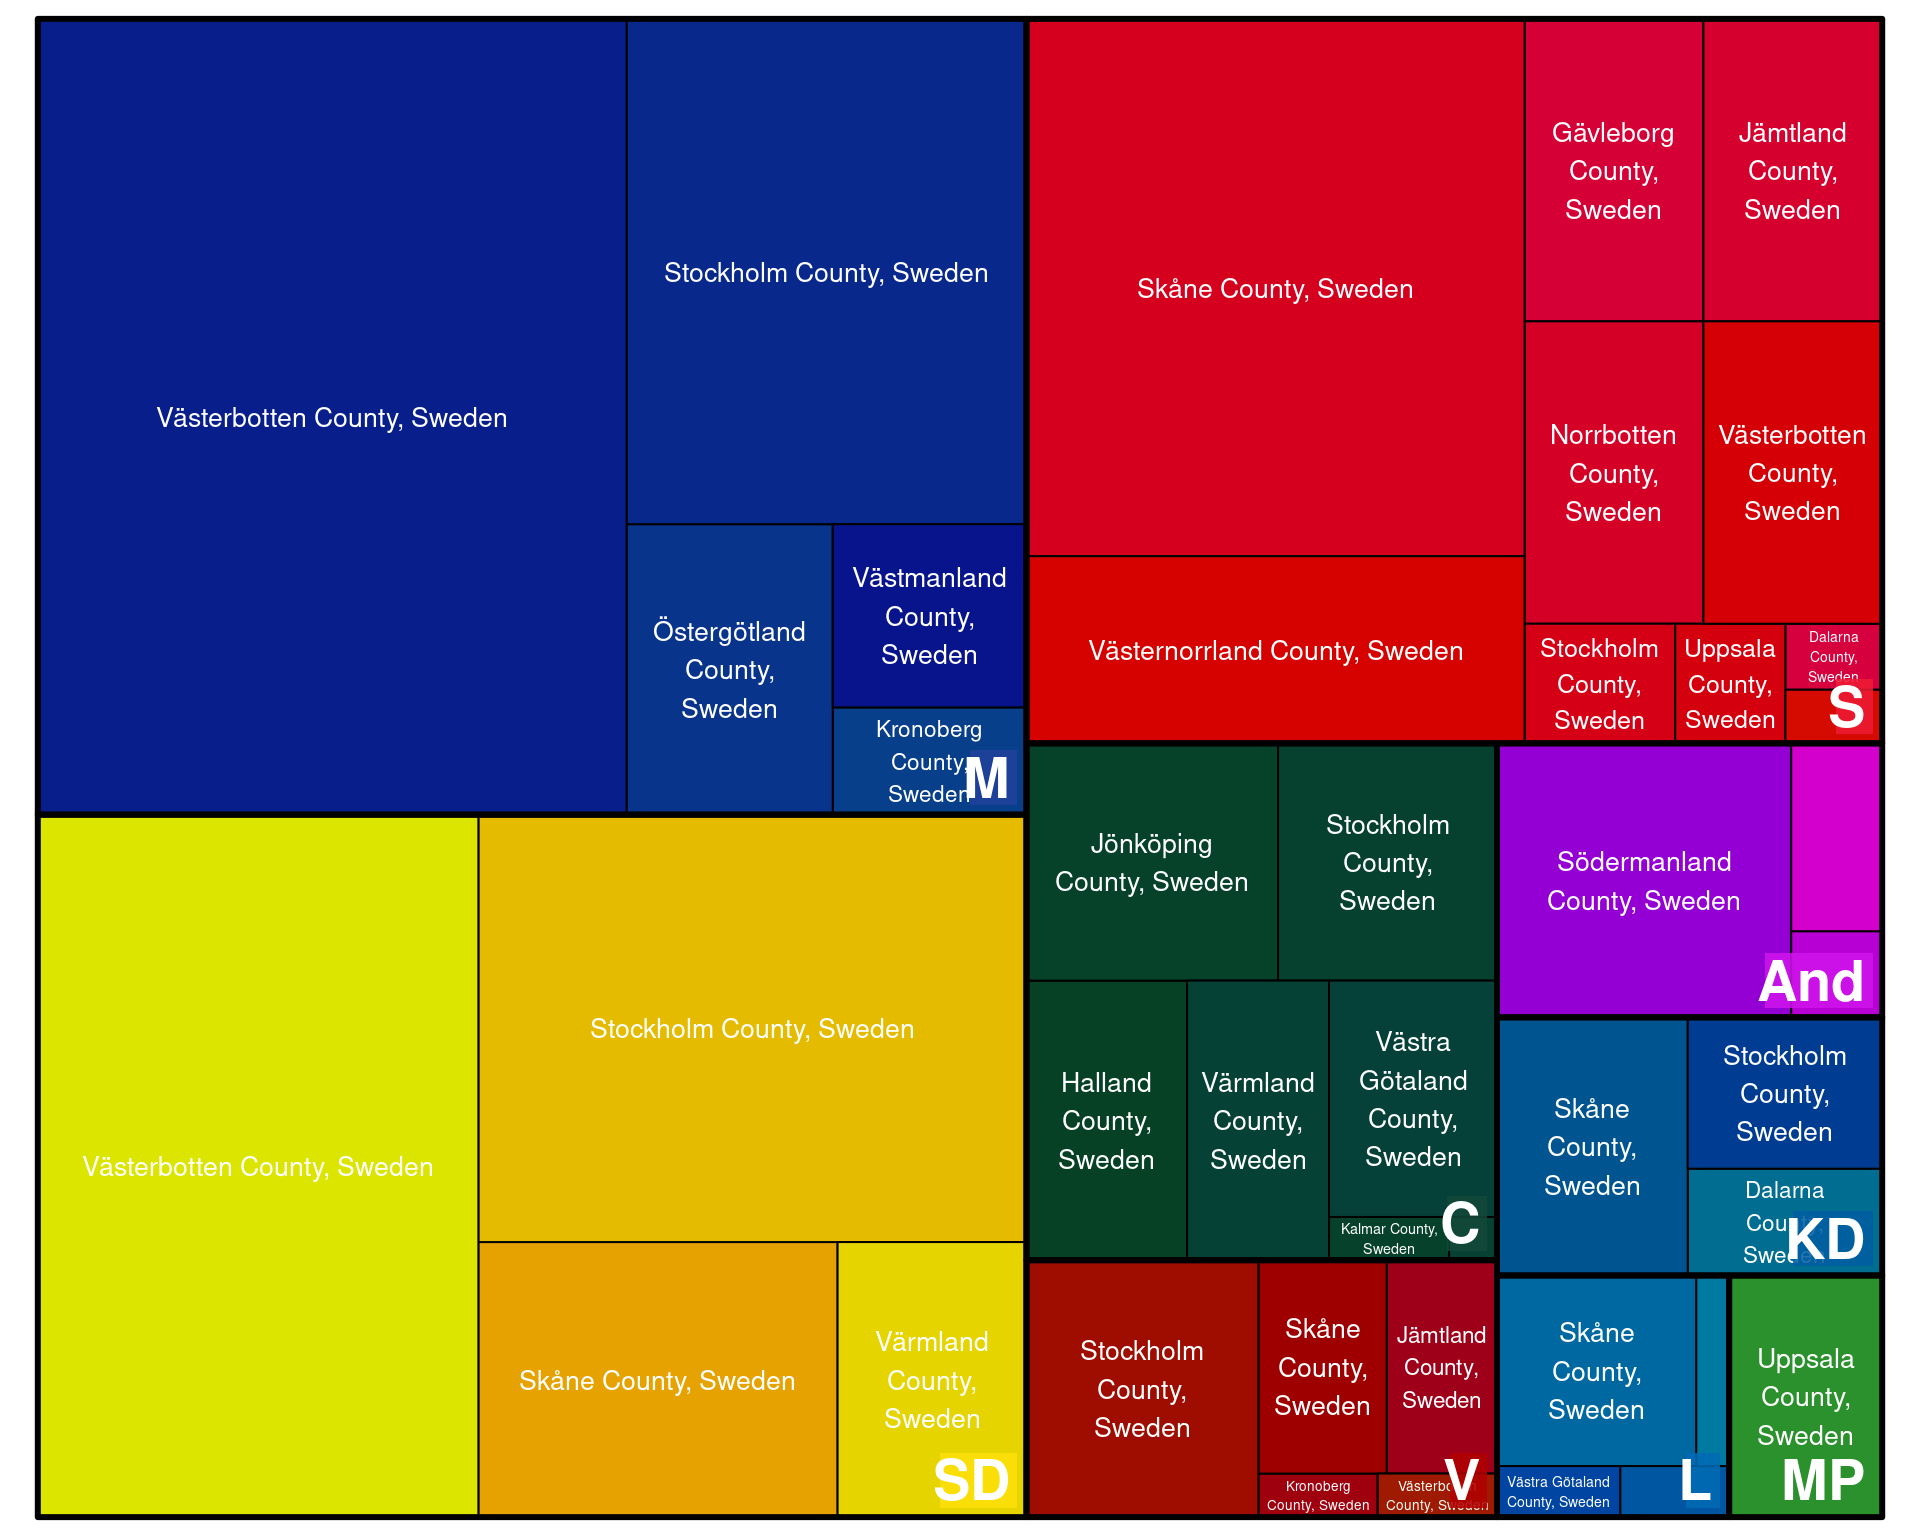 Västerbotten County, Sweden
Stockholm County, Sweden
Östergötland
County,
Sweden
Västmanland
County,
Sweden
Kronoberg
County,
Sweden
M
Skåne County, Sweden
Västernorrland County, Sweden
Gävleborg
County,
Sweden
Jämtland
County,
Sweden
Norrbotten
County,
Sweden
Västerbotten
County,
Sweden
Stockholm
County,
Sweden
Uppsala
County,
Sweden
Dalarna
County,
Sweden
S
Västerbotten County, Sweden
Stockholm County, Sweden
Skåne County, Sweden
Värmland
County,
Sweden
SD
Jönköping
County, Sweden
Stockholm
County,
Sweden
Halland
County,
Sweden
Värmland
County,
Sweden
Västra
Götaland
County,
Sweden
Kalmar County,
Sweden
C
Södermanland
County, Sweden
And
Skåne
County,
Sweden
Stockholm
County,
Sweden
Dalarna
County,
Sweden
KD
Stockholm
County,
Sweden
Skåne
County,
Sweden
Jämtland
County,
Sweden
Kronoberg
County, Sweden
Västerbotten
County, Sweden
V
Skåne
County,
Sweden
Västra Götaland
County, Sweden
L
Uppsala
County,
Sweden
MP